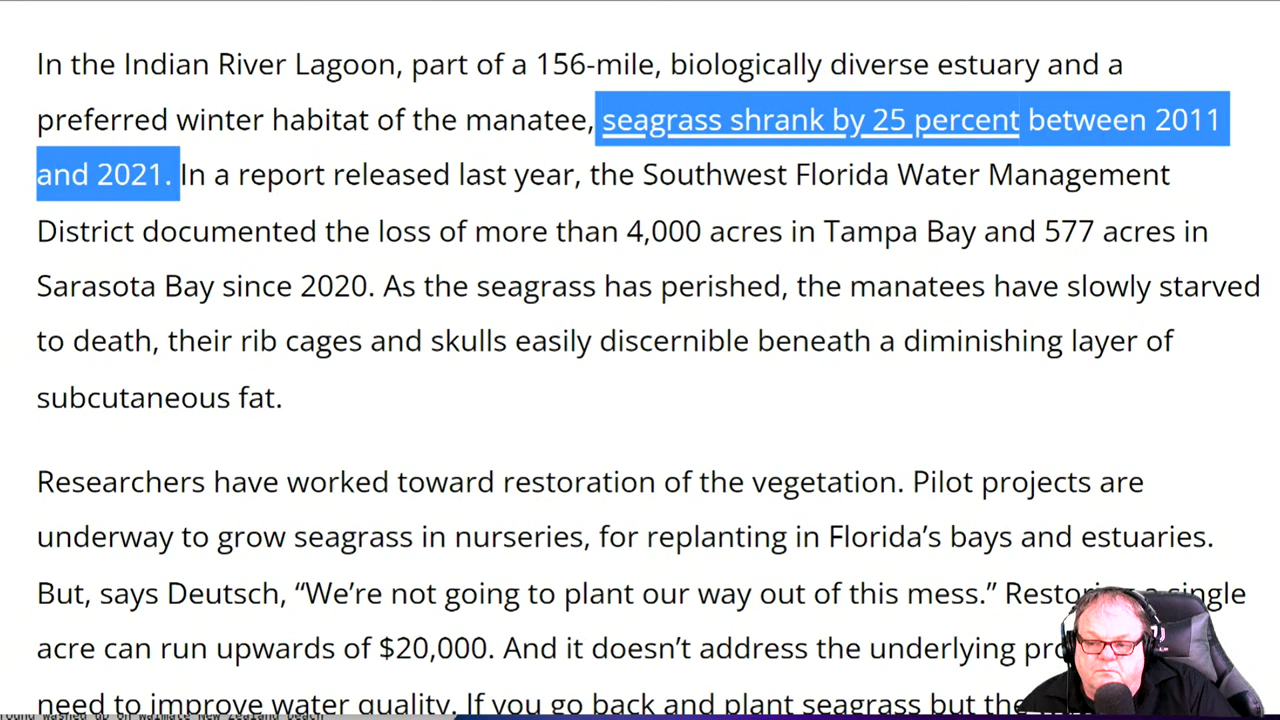 In the Indian River Lagoon, part of a 156-mile, biologically diverse estuary and a
preferred winter habitat of the manatee, seagrass shrank by 25 percent between 2011
and 2021. In a report released last year, the Southwest Florida Water Management
District documented the loss of more than 4,000 acres in Tampa Bay and 577 acres in
Sarasota Bay since 2020. As the seagrass has perished, the manatees have slowly starved
to death, their rib cages and skulls easily discernible beneath a diminishing layer of
subcutaneous fat.
Researchers have worked toward restoration of the vegetation. Pilot projects are
underway to grow seagrass in nurseries, for replanting in Florida’s bays and estuaries.
But, says Deutsch, “We’re not going to plant our way out of this mess.” Restoring a single
acre can run upwards of $20,000. And it doesn’t address the underlying
need to improve water quality. If you go back and plant seagrass but the